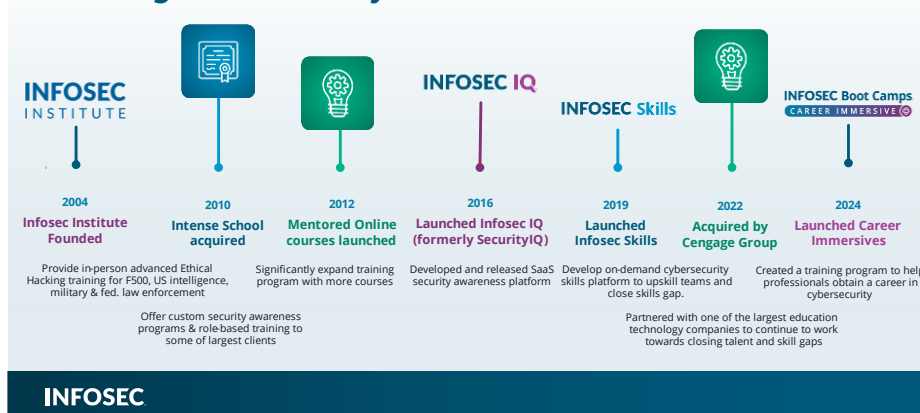 INFOSEC
INSTITUTE
INFOSEC IQ
INFOSEC Skills
INFOSEC Boot Camps
CAREER IMMERSIVE
2004
Infosec Institute
Founded
Provide in-person advanced Ethical
Hacking training for F500, US intelligence,
military & fed. law enforcement
2010
Intense School
acquired
Offer custom security awareness
programs & role-based training to
some of largest clients
2012
Mentored Online
courses launched
Significantly expand training
program with more courses
2016
Launched Infosec IQ
(formerly SecurityIQ)
Developed and released SaaS
security awareness platform
2019
Launched
Infosec Skills
Develop on-demand cybersecurity
skills platform to upskill teams and
close skills gap.
2022
Acquired by
Cengage Group
Partnered with one of the largest education
technology companies to continue to work
towards closing talent and skill gaps
2024
Launched Career
Immersives
Created a training program to hel
professionals obtain a career in
cybersecurity
INFOSEC